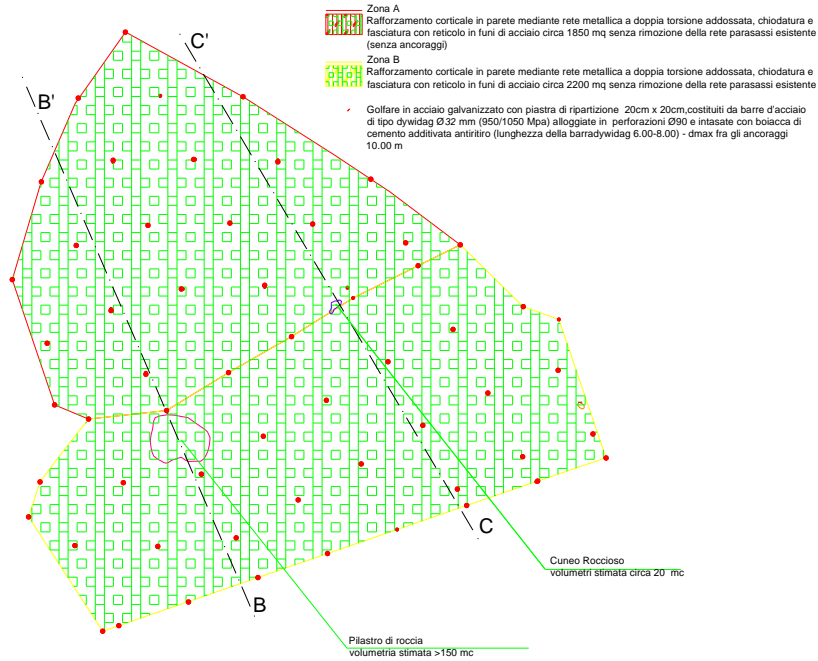 Zona A
Rafforzamento corticale in parete mediante rete metallica a doppia torsione addossata, chiodatura e
fasciatura con reticolo in funi di acciaio circa 1850 mq senza rimozione della rete parasassi esistente
(senza ancoraggi)
Zona B
Rafforzamento corticale in parete mediante rete metallica a doppia torsione addossata, chiodatura e
fasciatura con reticolo in funi di acciaio circa 2200 mq senza rimozione della rete parasassi esistente
Golfare in acciaio galvanizzato con piastra di ripartizione 20cm x 20cm,costituiti da barre d'acciaio
di tipo dywidag Ø32 mm (950/1050 Mpa) alloggiate in perforazioni Ø90 e intasate con boiacca di
cemento additivata antiritiro (lunghezza della barradywidag 6.00-8.00) - dmax fra gli ancoraggi
10.00 m
C'
B'
C
B
Cuneo Roccioso
volumetri stimata circa 20 mc
Pilastro di roccia
volumetria stimata >150 mc